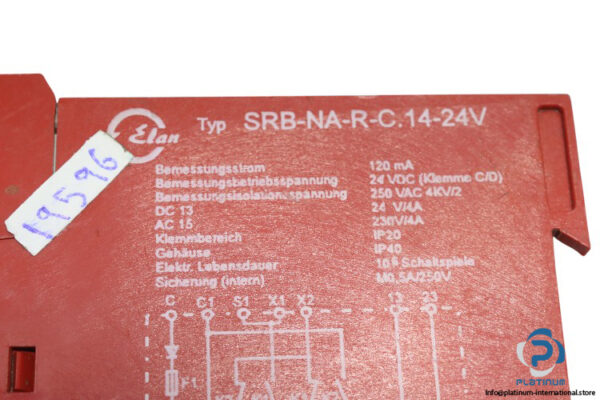 Elan Typ SRB-NA-R-C.14-24V
19596
Bemessungsstrom 120 mA
Bemessungsbetriebsspannung 24 VDC (Klemme C/D)
Bemessungsisolationsspannung 250 VAC 4KV/2
DC 13 24 V/4A
AC 15 230V/4A
Klemmbereich IP20
Gehäuse IP40
Elektr. Lebensdauer 10⁶ Schaltspiele
Sicherung (intern) M0,5A/250V
C C1 S1 X1 X2 13 23
F1
PLATINUM
INTERNATIONAL
Info@platinum-international.store